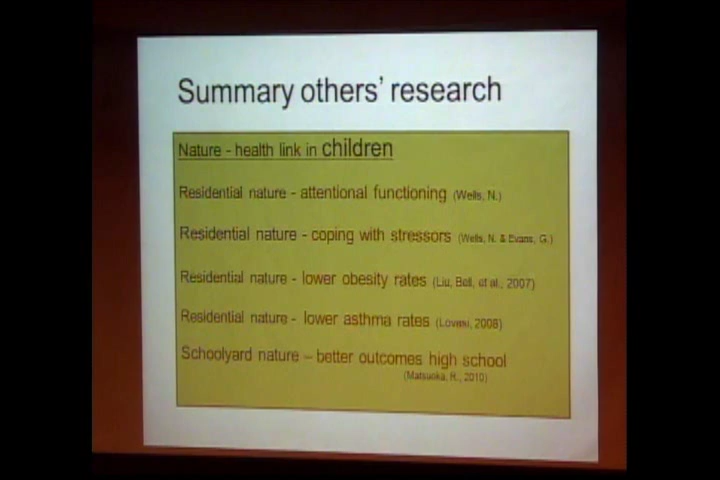 Summary others' research
Nature - health link in children
Residential nature - attentional functioning (Wells, N.)
Residential nature - coping with stressors (Wells, N. & Evans, G.)
Residential nature - lower obesity rates (Liu, Bell, et al., 2007)
Residential nature - lower asthma rates (Lovasi, 2008)
Schoolyard nature – better outcomes high school
(Matsuoka, R., 2010)